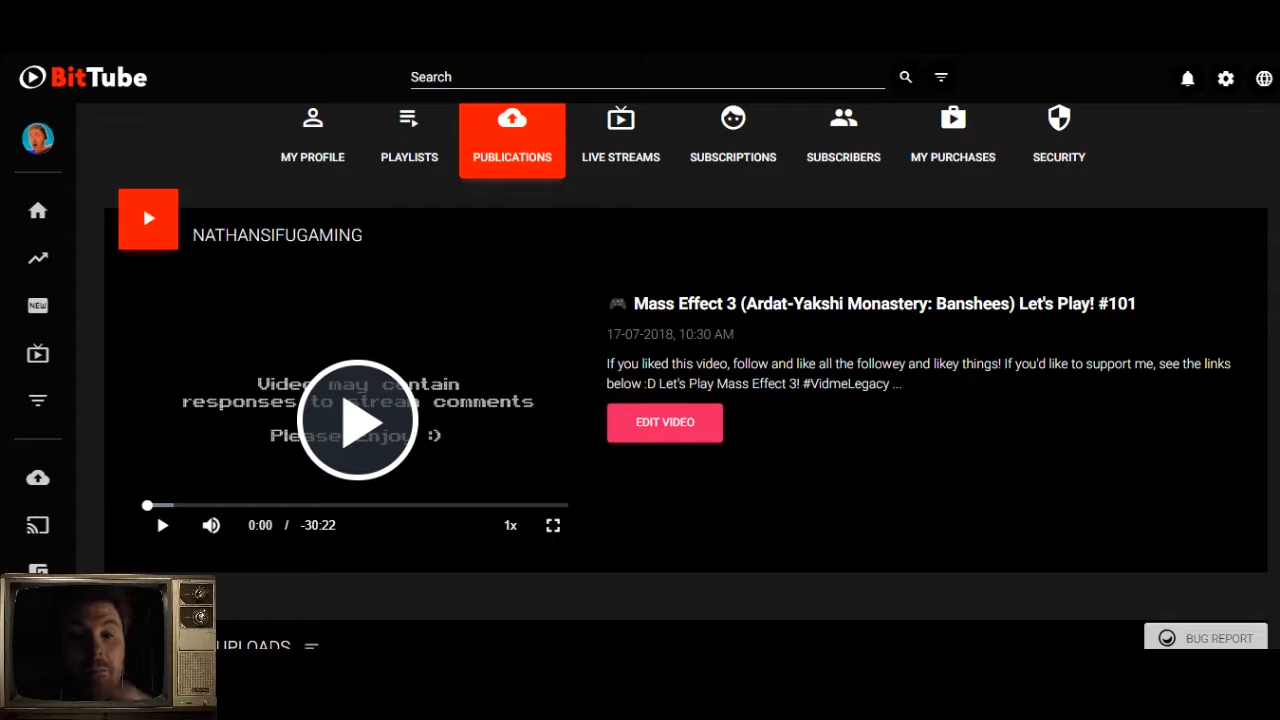 BitTube
Search
MY PROFILE
PLAYLISTS
PUBLICATIONS
LIVE STREAMS
SUBSCRIPTIONS
SUBSCRIBERS
MY PURCHASES
SECURITY
NEW
NATHANSIFUGAMING
Mass Effect 3 (Ardat-Yakshi Monastery: Banshees) Let's Play! #101
17-07-2018, 10:30 AM
If you liked this video, follow and like all the followey and likey things! If you'd like to support me, see the links
below :D Let's Play Mass Effect 3! #VidmeLegacy ...
EDIT VIDEO
Video may contain
responses to stream comments
Please enjoy :)
0:00 / -30:22
1x
UPLOADS
BUG REPORT